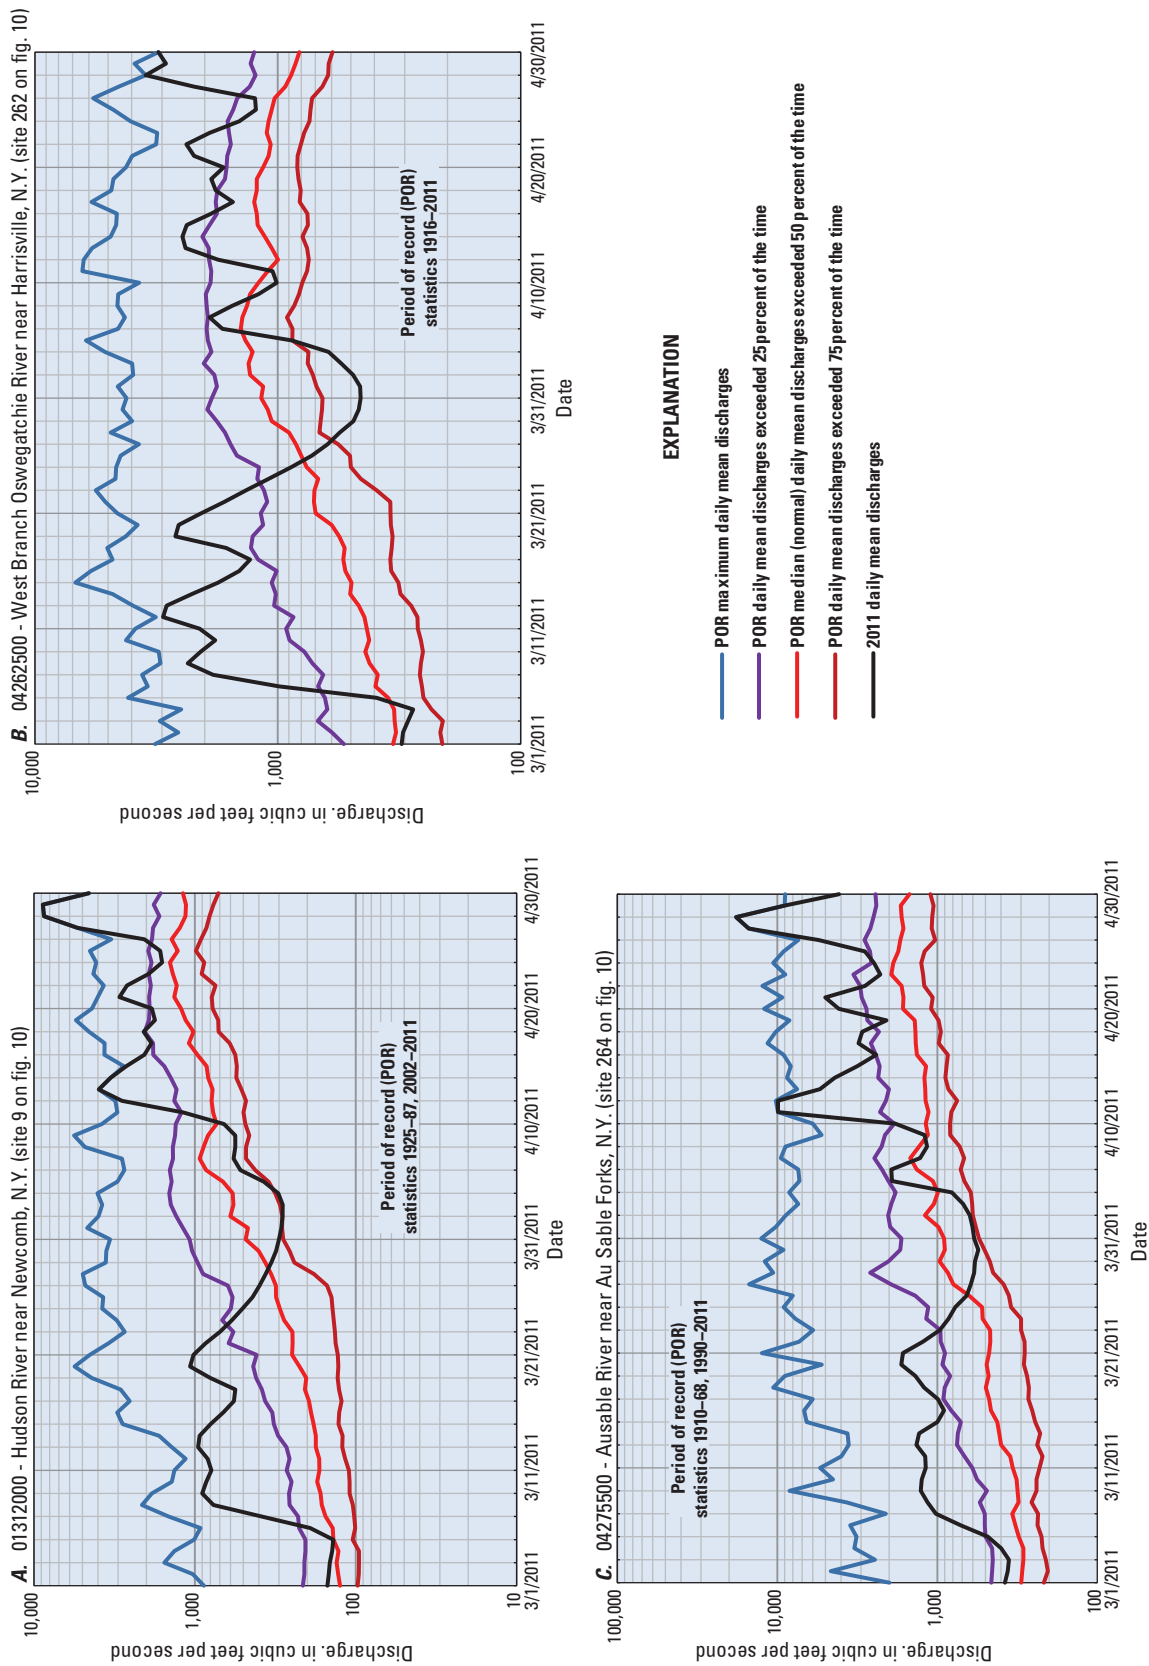 A. 01312000 - Hudson River near Newcomb, N.Y. (site 9 on fig. 10)
10,000
1,000
100
10
Discharge. in cubic feet per second
Period of record (POR)
statistics 1925–87, 2002–2011
3/1/2011
3/11/2011
3/21/2011
3/31/2011
4/10/2011
4/20/2011
4/30/2011
Date
B. 04262500 - West Branch Oswegatchie River near Harrisville, N.Y. (site 262 on fig. 10)
10,000
1,000
100
Discharge. in cubic feet per second
Period of record (POR)
statistics 1916–2011
3/1/2011
3/11/2011
3/21/2011
3/31/2011
4/10/2011
4/20/2011
4/30/2011
Date
C. 04275500 - Ausable River near Au Sable Forks, N.Y. (site 264 on fig. 10)
100,000
10,000
1,000
100
Discharge. in cubic feet per second
Period of record (POR)
statistics 1910–68, 1990–2011
3/1/2011
3/11/2011
3/21/2011
3/31/2011
4/10/2011
4/20/2011
4/30/2011
Date
EXPLANATION
POR maximum daily mean discharges
POR daily mean discharges exceeded 25 percent of the time
POR median (normal) daily mean discharges exceeded 50 percent of the time
POR daily mean discharges exceeded 75 percent of the time
2011 daily mean discharges